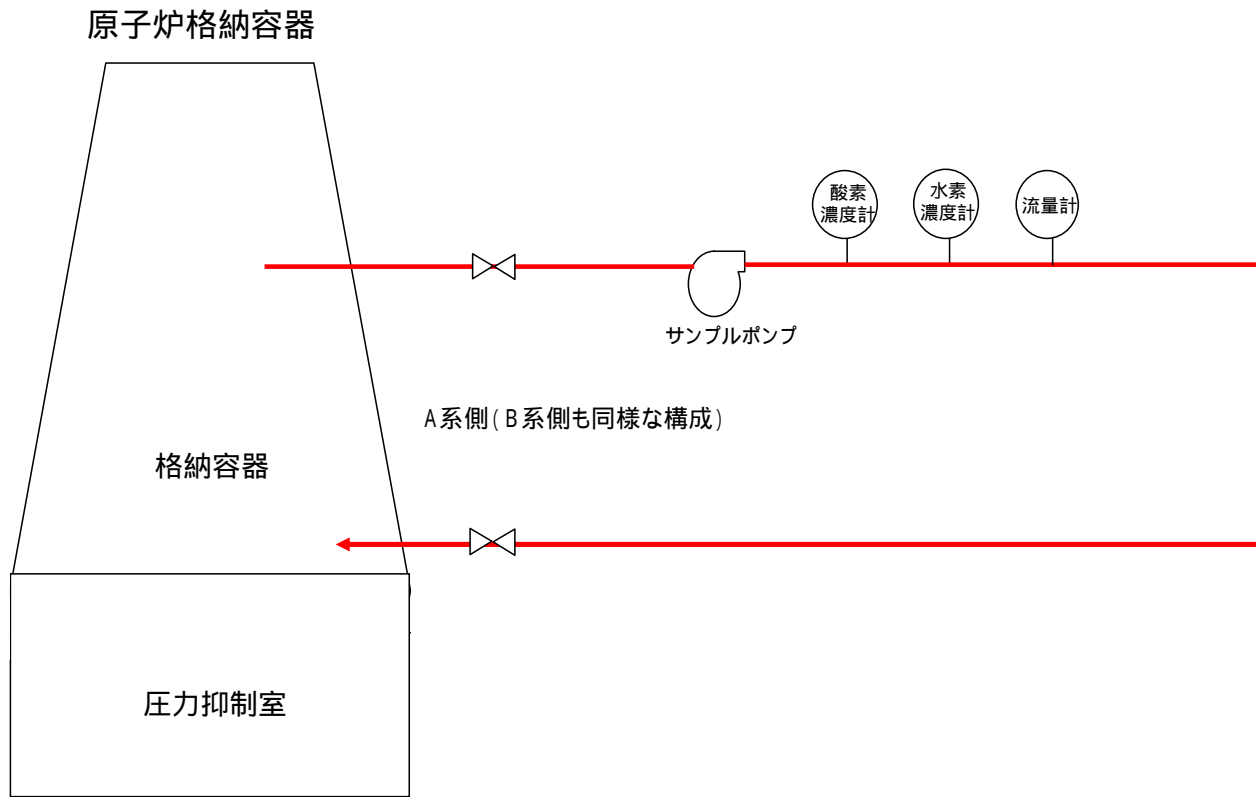 原子炉格納容器
酸素
濃度計
水素
濃度計
流量計
サンプルポンプ
A系側(B系側も同様な構成)
格納容器
圧力抑制室